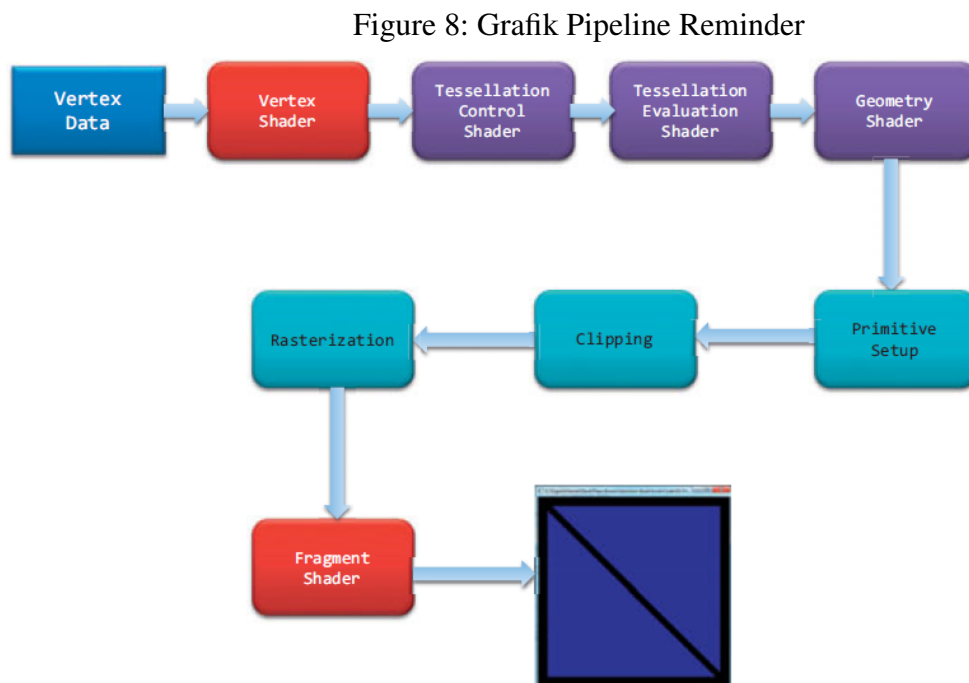 Figure 8: Grafik Pipeline Reminder
Vertex
Data
Vertex
Shader
Tessellation
Control
Shader
Tessellation
Evaluation
Shader
Geometry
Shader
Rasterization
Clipping
Primitive
Setup
Fragment
Shader